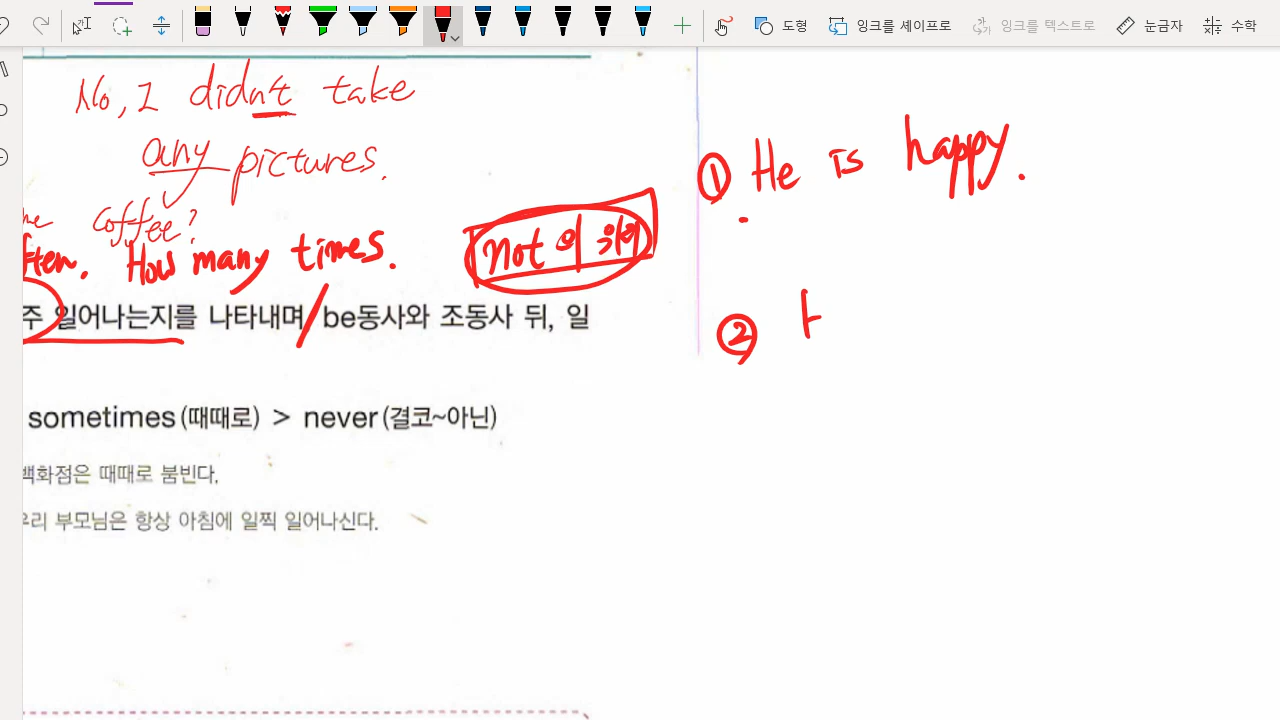 도형 잉크를 셰이프로 잉크를 텍스트로 눈금자 수학
No, I didn't take
any pictures.
coffee?
ften. How many times.
not의 위치
주 일어나는지를 나타내며 be동사와 조동사 뒤, 일
sometimes(때때로) > never(결코~아닌)
백화점은 때때로 붐빈다.
우리 부모님은 항상 아침에 일찍 일어나신다.
① He is happy.
②